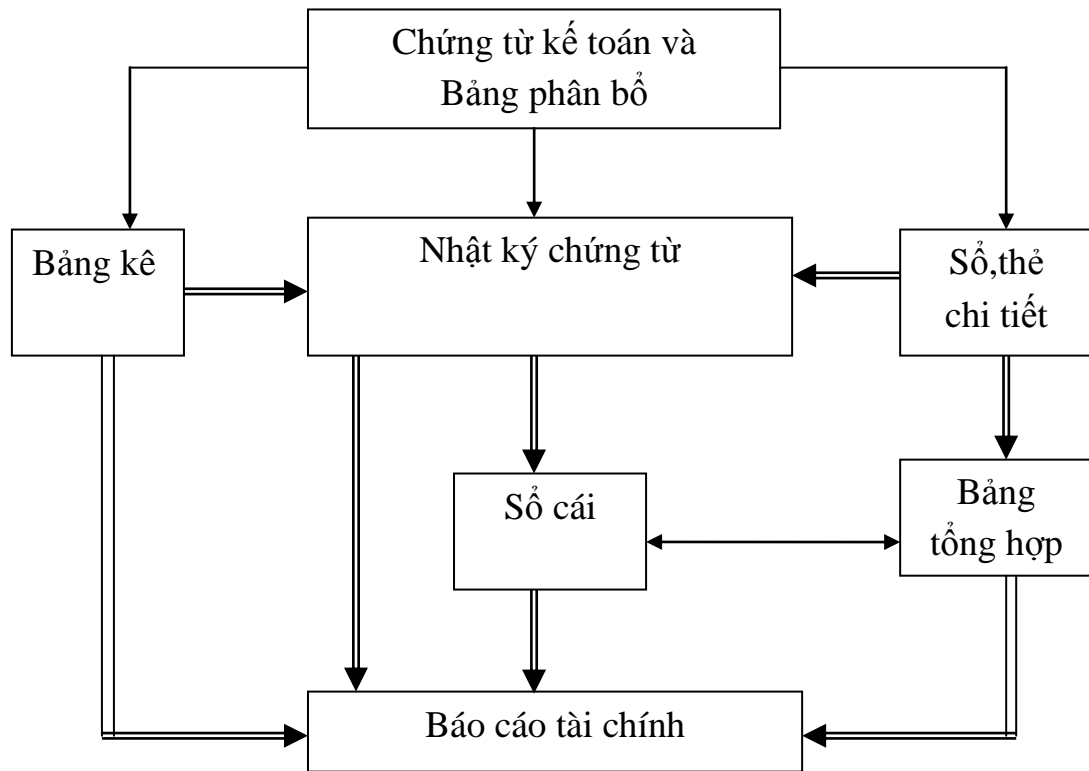 Chứng từ kế toán và
Bảng phân bổ
Bảng kê
Nhật ký chứng từ
Sổ,thẻ
chi tiết
Sổ cái
Bảng
tổng hợp
Báo cáo tài chính